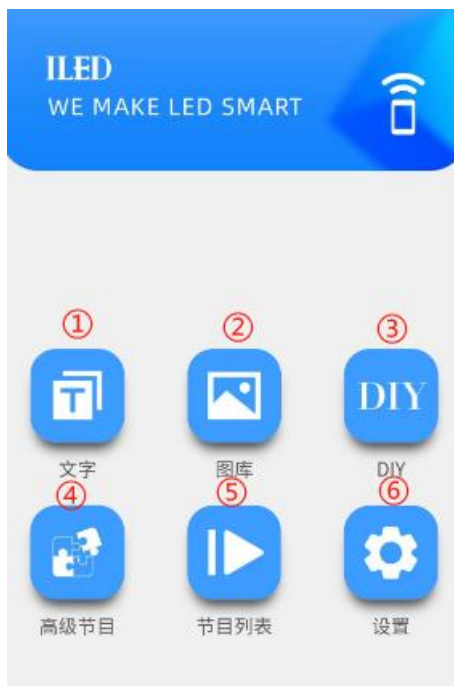 ILED
WE MAKE LED SMART
① ② ③
T DIY
文字 图库 DIY
④ ⑤ ⑥
高级节目 节目列表 设置